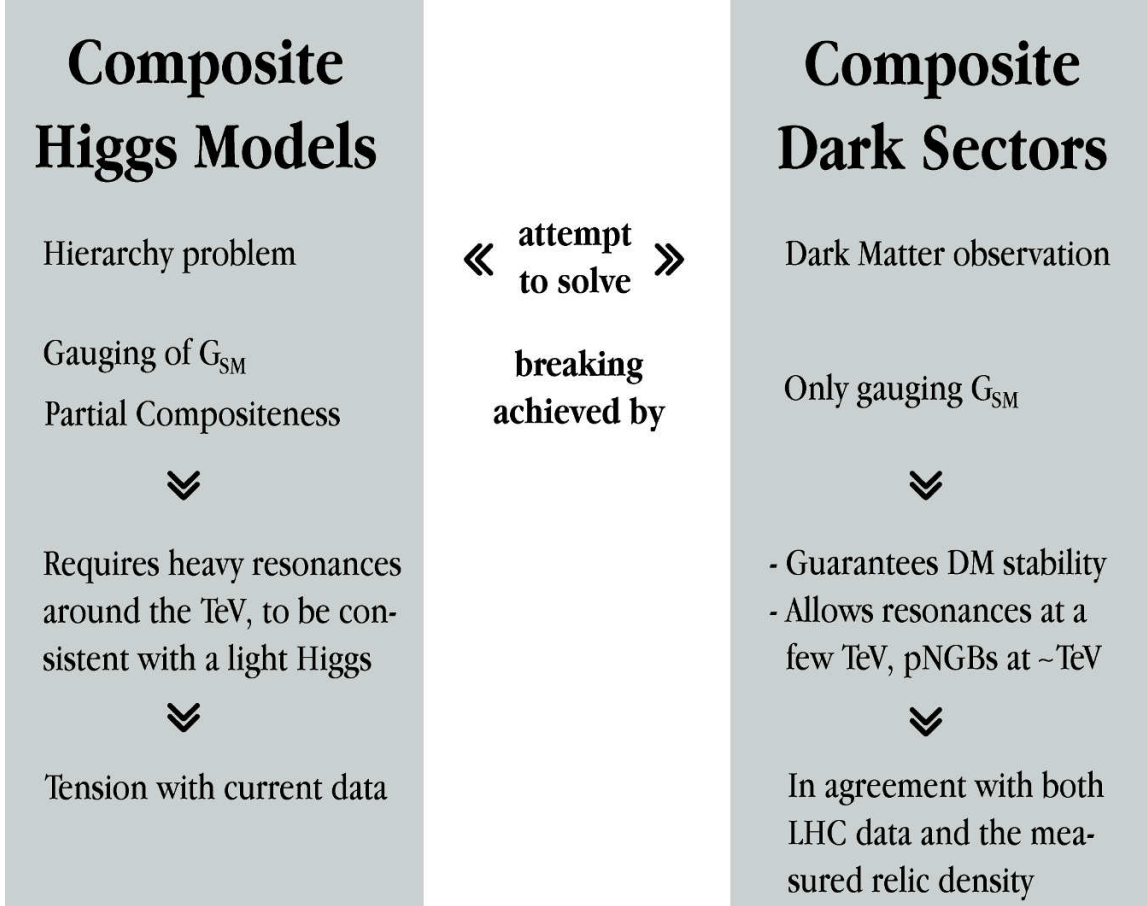 Composite
Higgs Models
Hierarchy problem
Gauging of G_SM
Partial Compositeness
Requires heavy resonances
around the TeV, to be con-
sistent with a light Higgs
Tension with current data
attempt
to solve
breaking
achieved by
Composite
Dark Sectors
Dark Matter observation
Only gauging G_SM
- Guarantees DM stability
- Allows resonances at a
few TeV, pNGBs at ~TeV
In agreement with both
LHC data and the mea-
sured relic density